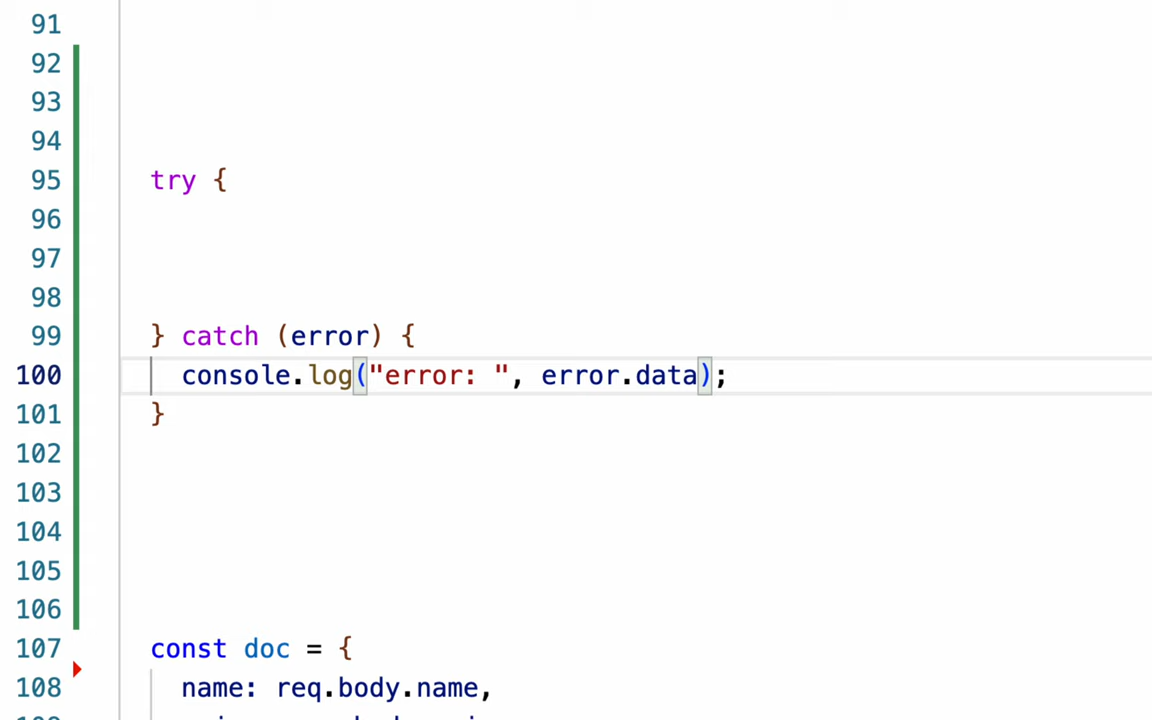 91
92
93
94
95 try {
96
97
98
99 } catch (error) {
100 console.log("error: ", error.data);
101 }
102
103
104
105
106
107 const doc = {
108 name: req.body.name,